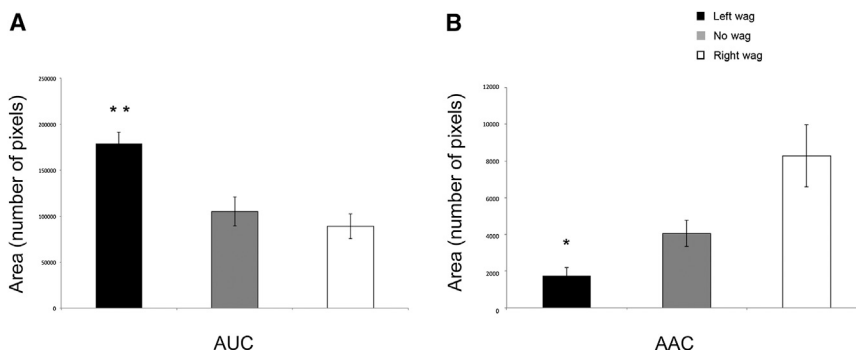 A
Area (number of pixels)
250000
200000
150000
100000
50000
0
* *
AUC
B
Left wag
No wag
Right wag
Area (number of pixels)
12000
10000
8000
6000
4000
2000
0
*
AAC